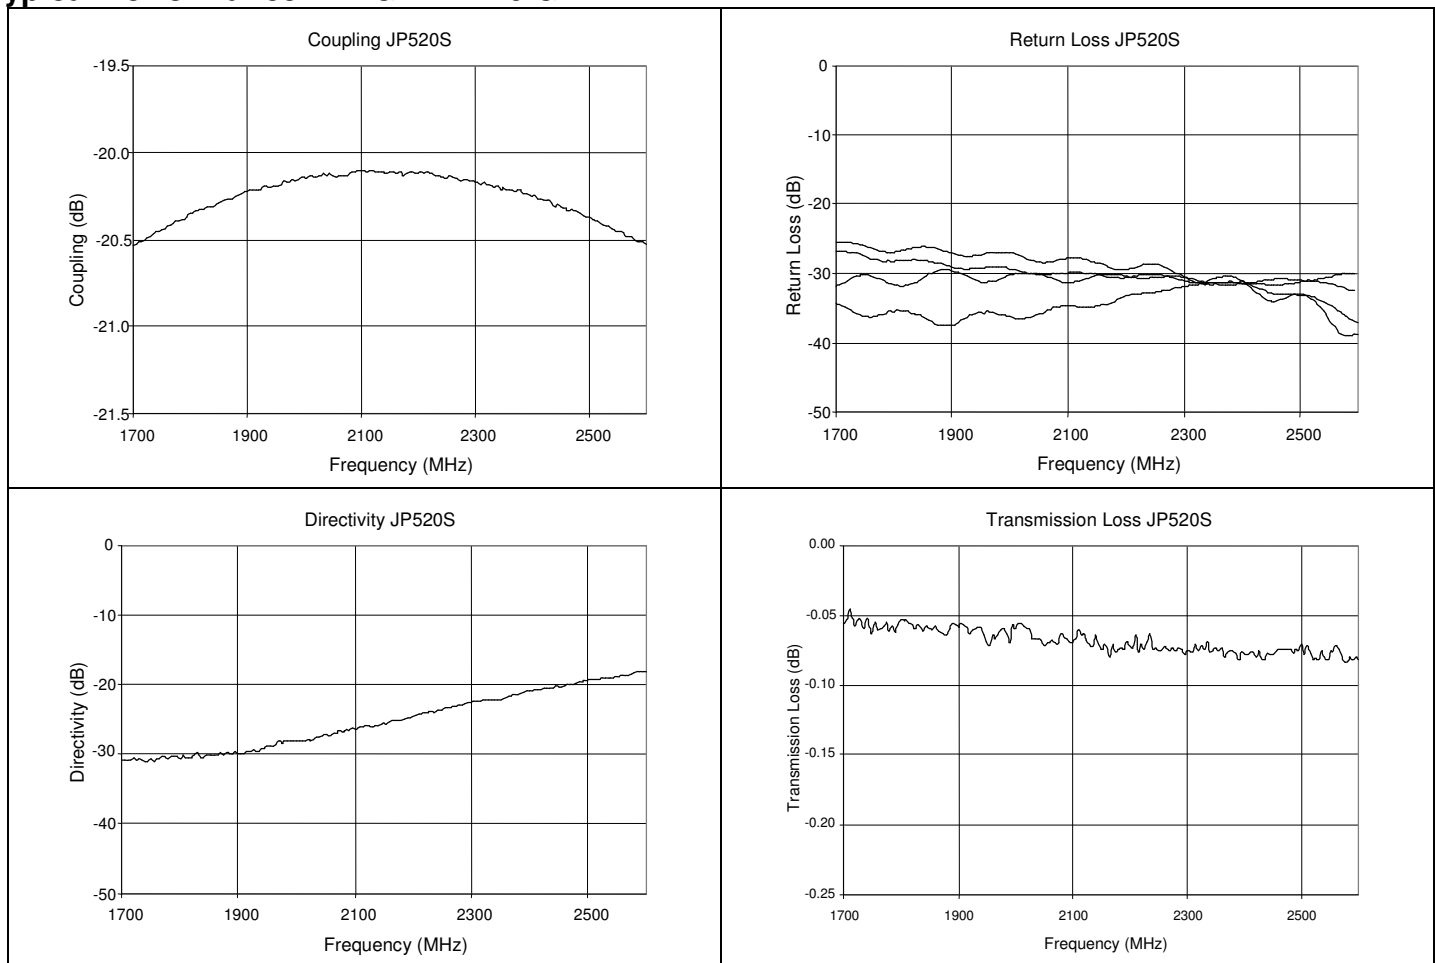 Coupling JP520S
-19.5
-20.0
-20.5
-21.0
-21.5
Coupling (dB)
1700 1900 2100 2300 2500
Frequency (MHz)
Return Loss JP520S
0
-10
-20
-30
-40
-50
Return Loss (dB)
1700 1900 2100 2300 2500
Frequency (MHz)
Directivity JP520S
0
-10
-20
-30
-40
-50
Directivity (dB)
1700 1900 2100 2300 2500
Frequency (MHz)
Transmission Loss JP520S
0.00
-0.05
-0.10
-0.15
-0.20
-0.25
Transmission Loss (dB)
1700 1900 2100 2300 2500
Frequency (MHz)